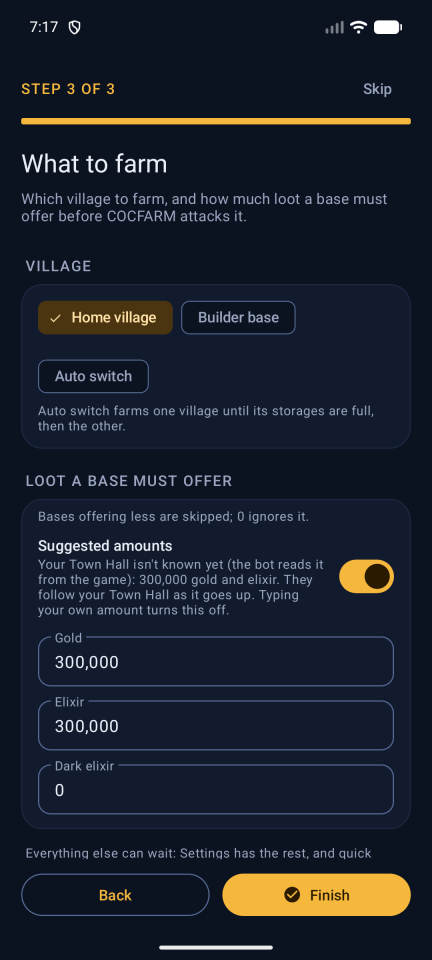 7:17
STEP 3 OF 3
Skip
What to farm
Which village to farm, and how much loot a base must
offer before COCFARM attacks it.
VILLAGE
Home village
Builder base
Auto switch
Auto switch farms one village until its storages are full,
then the other.
LOOT A BASE MUST OFFER
Bases offering less are skipped; 0 ignores it.
Suggested amounts
Your Town Hall isn't known yet (the bot reads it
from the game): 300,000 gold and elixir. They
follow your Town Hall as it goes up. Typing
your own amount turns this off.
Gold
300,000
Elixir
300,000
Dark elixir
0
Everything else can wait: Settings has the rest, and quick
Back
Finish